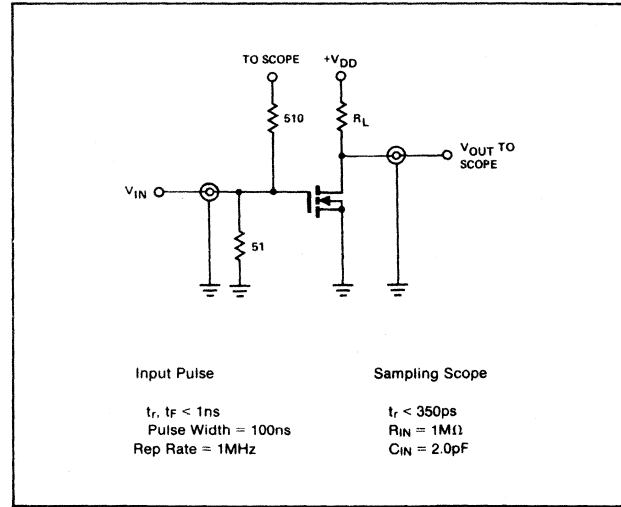 TO SCOPE
+VDD
510
RL
VOUT TO
SCOPE
VIN
51
Input Pulse
tr, tF < 1ns
Pulse Width = 100ns
Rep Rate = 1MHz
Sampling Scope
tr < 350ps
RIN = 1MΩ
CIN = 2.0pF